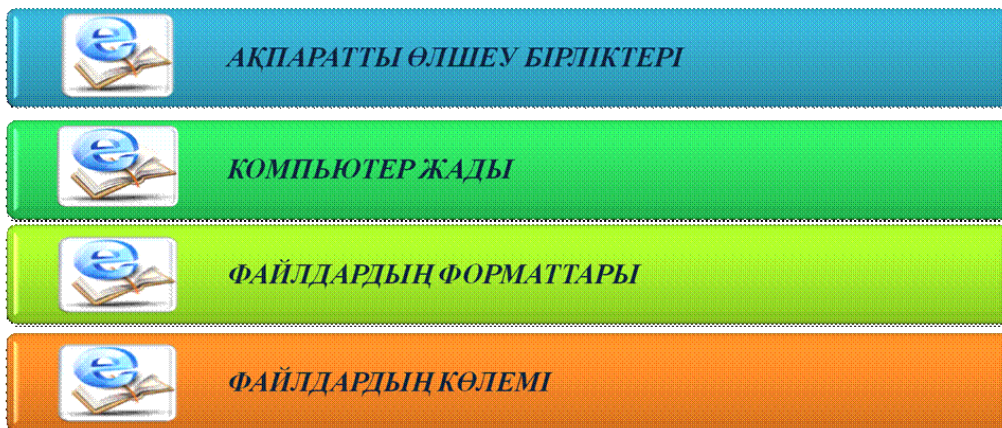 АҚПАРАТТЫ ӨЛШЕУ БІРЛІКТЕРІ
КОМПЬЮТЕР ЖАДЫ
ФАЙЛДАРДЫҢ ФОРМАТТАРЫ
ФАЙЛДАРДЫҢ КӨЛЕМІ